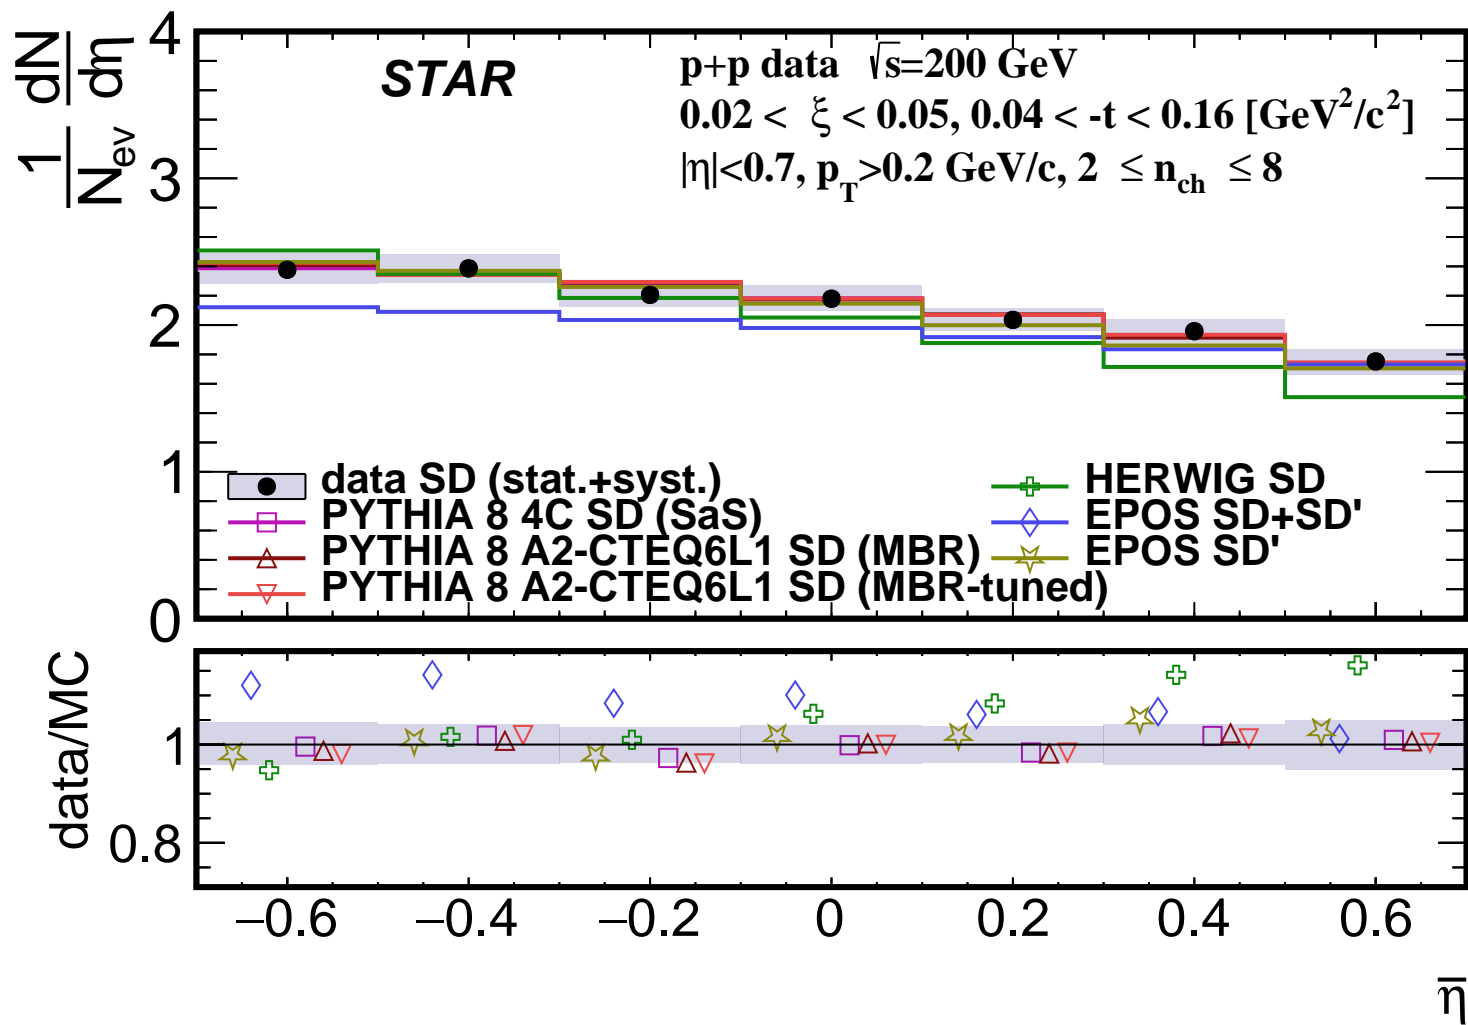 1/N_ev dN/dη
STAR
p+p data √s=200 GeV
0.02 < ξ < 0.05, 0.04 < -t < 0.16 [GeV²/c²]
|η|<0.7, p_T>0.2 GeV/c, 2 ≤ n_ch ≤ 8
4
3
2
1
0
data SD (stat.+syst.)
PYTHIA 8 4C SD (SaS)
PYTHIA 8 A2-CTEQ6L1 SD (MBR)
PYTHIA 8 A2-CTEQ6L1 SD (MBR-tuned)
HERWIG SD
EPOS SD+SD'
EPOS SD'
data/MC
1
0.8
−0.6 −0.4 −0.2 0 0.2 0.4 0.6
η̅